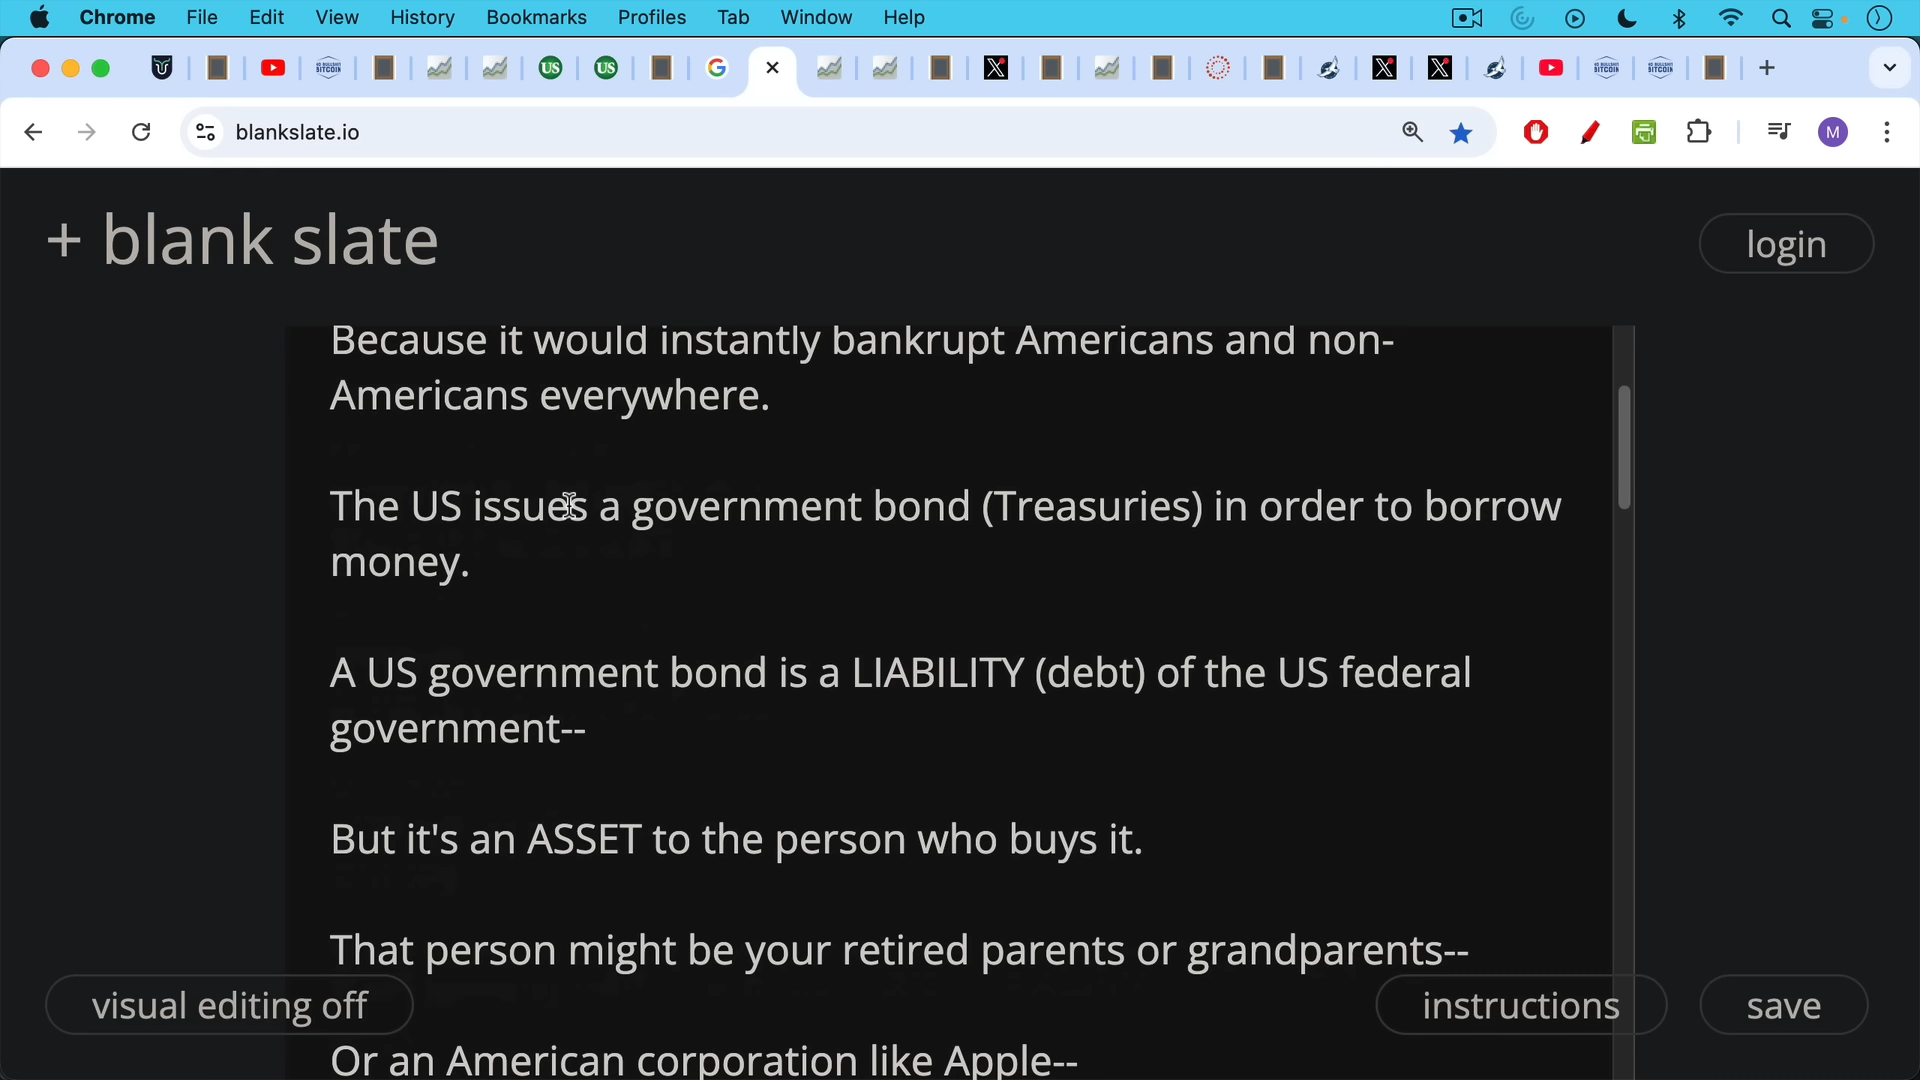 Chrome File Edit View History Bookmarks Profiles Tab Window Help
blankslate.io
M
+ blank slate
login
Because it would instantly bankrupt Americans and non-
Americans everywhere.
The US issues a government bond (Treasuries) in order to borrow
money.
A US government bond is a LIABILITY (debt) of the US federal
government--
But it's an ASSET to the person who buys it.
That person might be your retired parents or grandparents--
visual editing off
instructions
save
Or an American corporation like Apple--